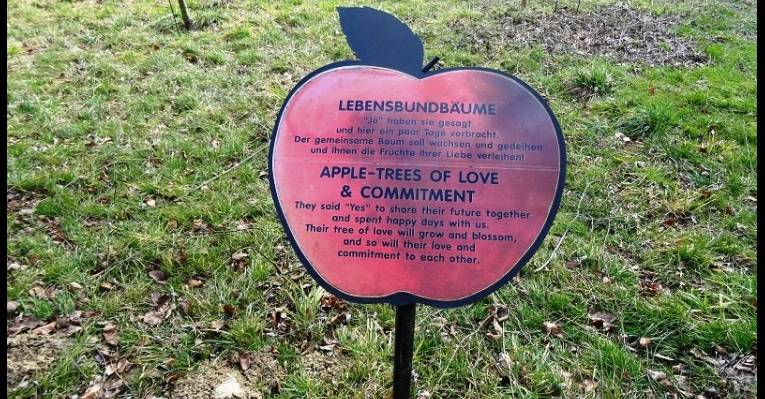 LEBENSBUNDBÄUME
"Ja" haben sie gesagt
und hier ein paar Tage verbracht.
Der gemeinsame Baum soll wachsen und gedeihen
und ihnen die Früchte ihrer Liebe verleihen!
APPLE-TREES OF LOVE
& COMMITMENT
They said "Yes" to share their future together
and spent happy days with us.
Their tree of love will grow and blossom,
and so will their love and
commitment to each other.